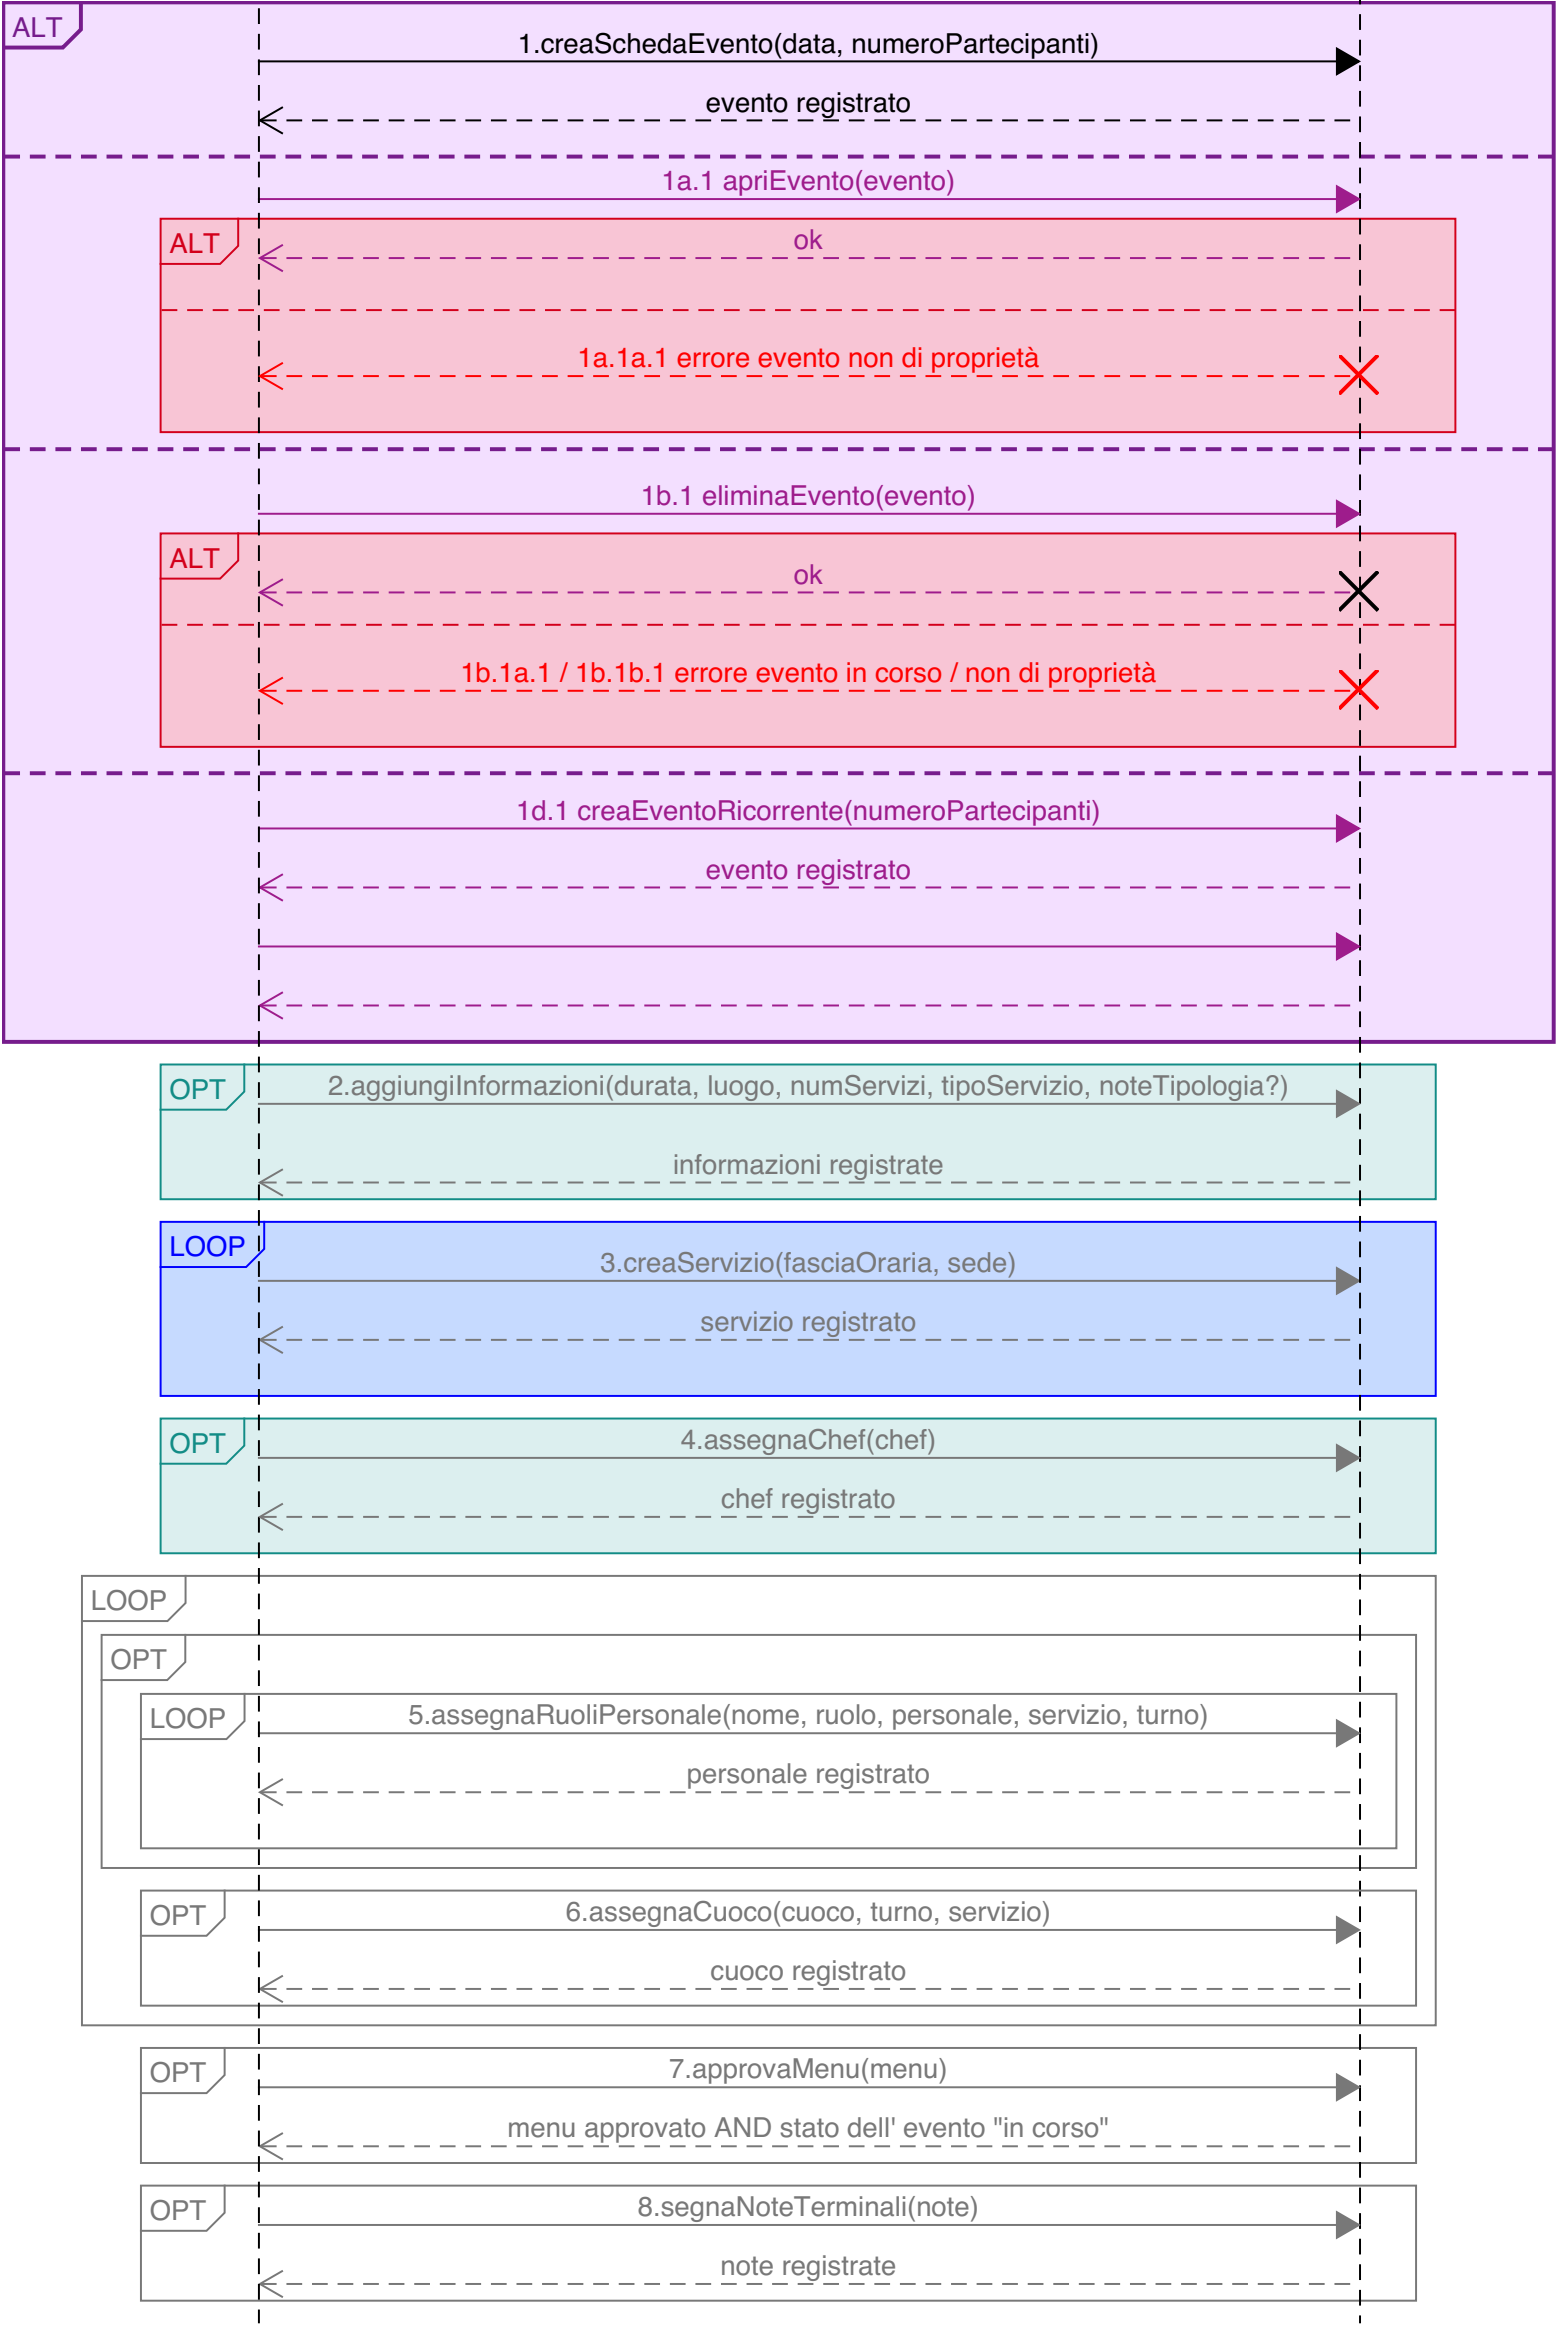 ALT
1.creaSchedaEvento(data, numeroPartecipanti)
evento registrato
1a.1 apriEvento(evento)
ALT
ok
1a.1a.1 errore evento non di proprietà
1b.1 eliminaEvento(evento)
ALT
ok
1b.1a.1 / 1b.1b.1 errore evento in corso / non di proprietà
1d.1 creaEventoRicorrente(numeroPartecipanti)
evento registrato
OPT
2.aggiungiInformazioni(durata, luogo, numServizi, tipoServizio, noteTipologia?)
informazioni registrate
LOOP
3.creaServizio(fasciaOraria, sede)
servizio registrato
OPT
4.assegnaChef(chef)
chef registrato
LOOP
OPT
LOOP
5.assegnaRuoliPersonale(nome, ruolo, personale, servizio, turno)
personale registrato
OPT
6.assegnaCuoco(cuoco, turno, servizio)
cuoco registrato
OPT
7.approvaMenu(menu)
menu approvato AND stato dell' evento "in corso"
OPT
8.segnaNoteTerminali(note)
note registrate